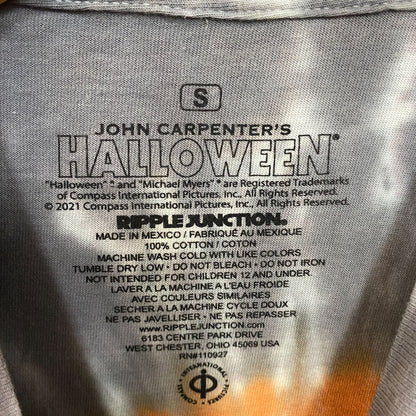 S
JOHN CARPENTER'S
HALLOWEEN®
"Halloween"® and "Michael Myers"® are Registered Trademarks
of Compass International Pictures, Inc. All Rights Reserved.
© 2021 Compass International Pictures, Inc. All Rights Reserved.
RIPPLE JUNCTION®
MADE IN MEXICO / FABRIQUÉ AU MEXIQUE
100% COTTON / COTON
MACHINE WASH COLD WITH LIKE COLORS
TUMBLE DRY LOW - DO NOT BLEACH - DO NOT IRON
NOT INTENDED FOR CHILDREN 12 AND UNDER.
LAVER A LA MACHINE A L'EAU FROIDE
AVEC COULEURS SIMILAIRES
SECHER A LA MACHINE CYCLE DOUX
NE PAS JAVELLISER - NE PAS REPASSER
www.RIPPLEJUNCTION.com
6183 CENTRE PARK DRIVE
WEST CHESTER, OHIO 45069 USA
RN#110927
COMPASS INTERNATIONAL PICTURES